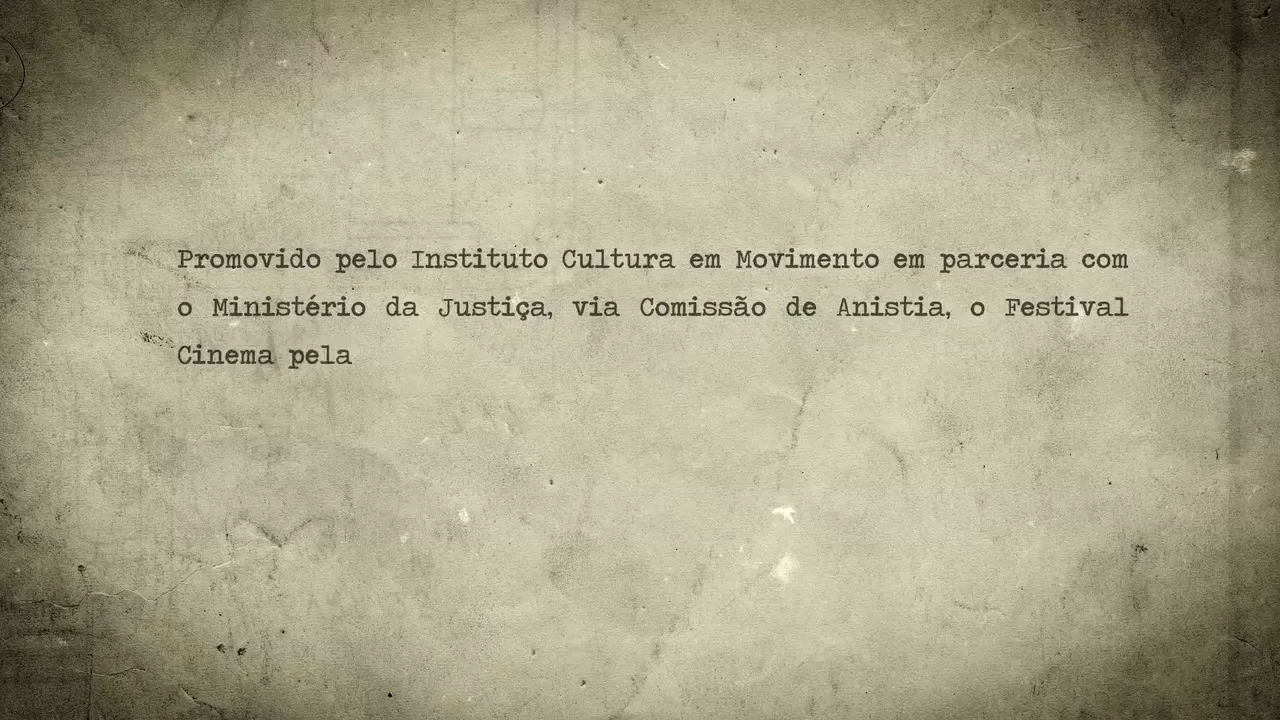 Promovido pelo Instituto Cultura em Movimento em parceria com
o Ministério da Justiça, via Comissão de Anistia, o Festival
Cinema pela